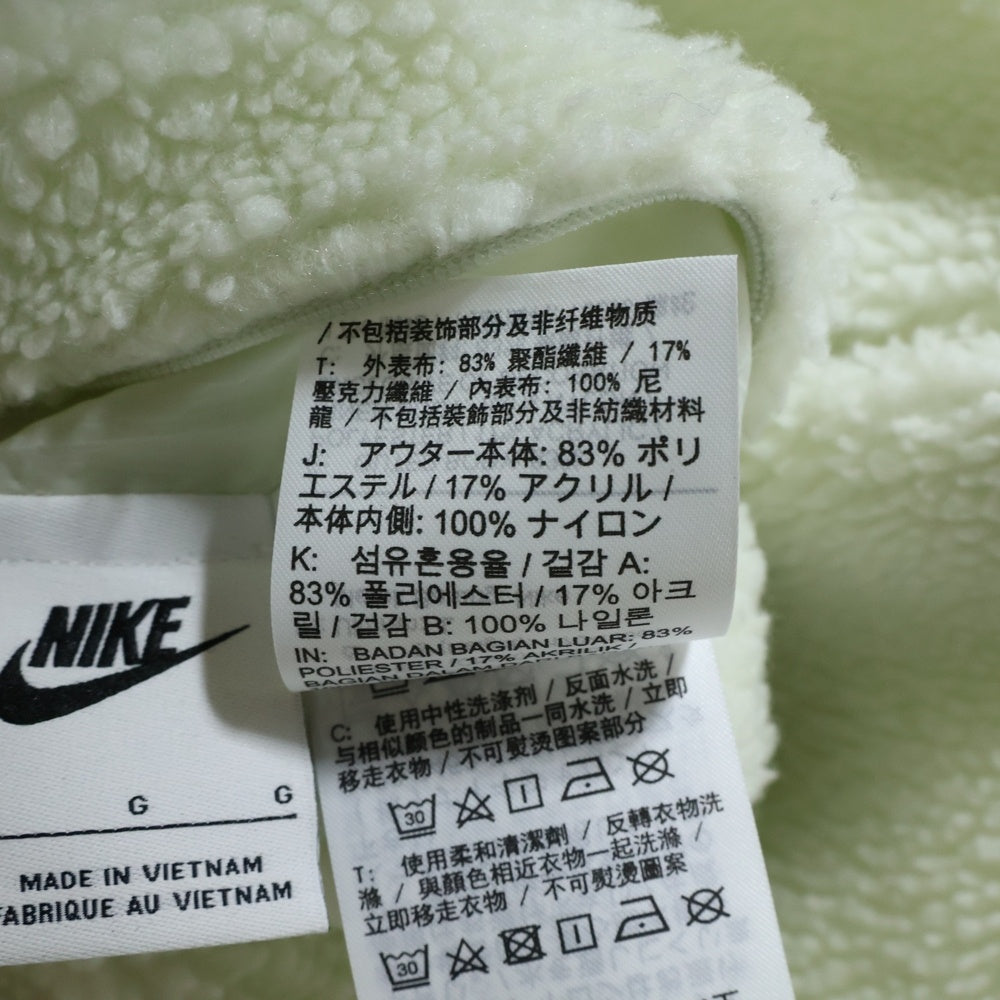 / 不包括装饰部分及非纤维物质
T: 外表布: 83% 聚酯纖維 / 17%
壓克力纖維 / 內表布: 100% 尼
龍 / 不包括裝飾部分及非紡織材料
J: アウター本体: 83% ポリ
エステル / 17% アクリル /
本体内側: 100% ナイロン
K: 섬유혼용율 / 겉감 A:
83% 폴리에스터 / 17% 아크
릴 / 겉감 B: 100% 나일론
IN: BADAN BAGIAN LUAR: 83%
POLIESTER / 17% AKRILIK /
BAGIAN DALAM
C: 使用中性洗涤剂 / 反面水洗 /
与相似颜色的制品一同水洗 / 立即
移走衣物 / 不可熨烫图案部分
30
T: 使用柔和清潔劑 / 反轉衣物洗
滌 / 與顏色相近衣物一起洗滌 /
立即移走衣物 / 不可熨燙圖案
30
NIKE
G G
MADE IN VIETNAM
FABRIQUE AU VIETNAM